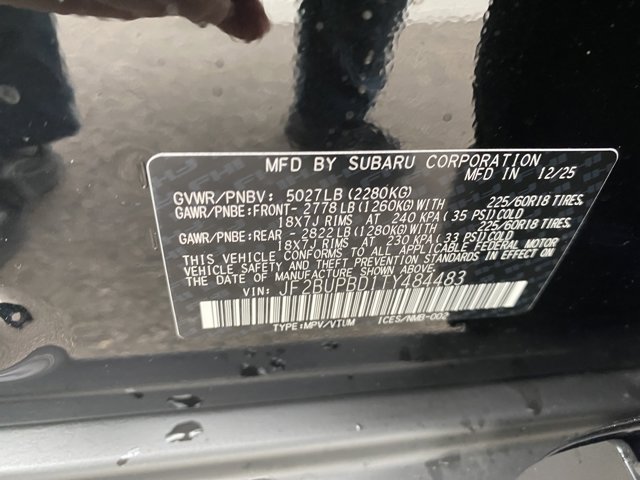 MFD BY SUBARU CORPORATION
MFD IN 12/25
GVWR/PNBV: 5027LB(2280KG)
GAWR/PNBE:FRONT- 2778LB(1260KG)WITH 225/60R18 TIRES,
18X7J RIMS AT 240 KPA(35 PSI)COLD
GAWR/PNBE:REAR - 2822LB(1280KG)WITH 225/60R18 TIRES,
18X7J RIMS AT 230 KPA(33 PSI)COLD
THIS VEHICLE CONFORMS TO ALL APPLICABLE FEDERAL MOTOR
VEHICLE SAFETY AND THEFT PREVENTION STANDARDS IN EFFECT ON
THE DATE OF MANUFACTURE SHOWN ABOVE.
VIN: JF2BUPBD1TY484483
TYPE:MPV/VTUM ICES/NMB-002